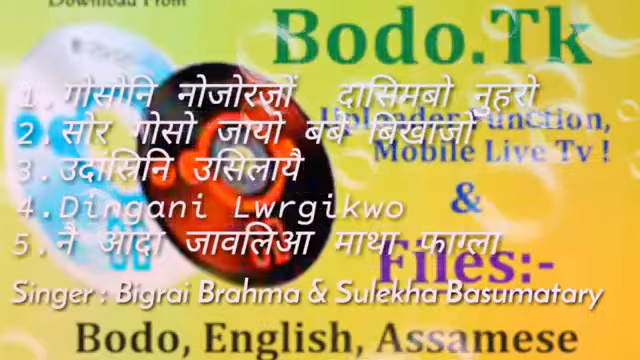 Download From
Bodo.Tk
1.गोसोनि नोजोरजों दासिमबो नुहरो
2.सोर गोसो जायो बबे बिखाजों
3.उदास्रिनि उसिलायै
4.Dingani Lwrgikwo
5.नै आदा जावलिआ माथा फाग्ला
Uploader Function,
Mobile Live Tv !
&
Files:-
Singer : Bigrai Brahma & Sulekha Basumatary
Bodo, English, Assamese